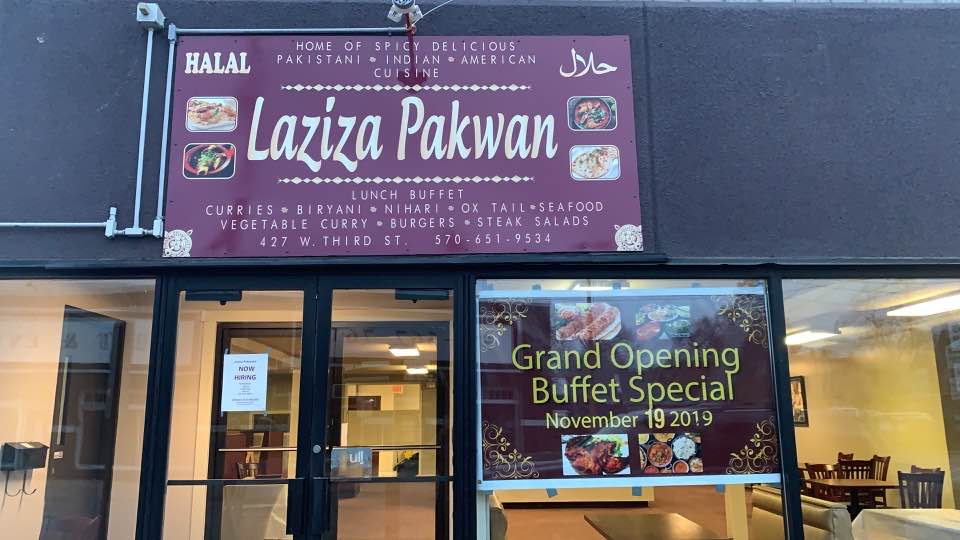 HOME OF SPICY DELICIOUS
PAKISTANI INDIAN AMERICAN
CUISINE
HALAL
حلال
Laziza Pakwan
LUNCH BUFFET
CURRIES BIRYANI NIHARI OX TAIL SEAFOOD
VEGETABLE CURRY BURGERS STEAK SALADS
427 W. THIRD ST. 570-651-9534
NOW
HIRING
Grand Opening
Buffet Special
November 19 2019